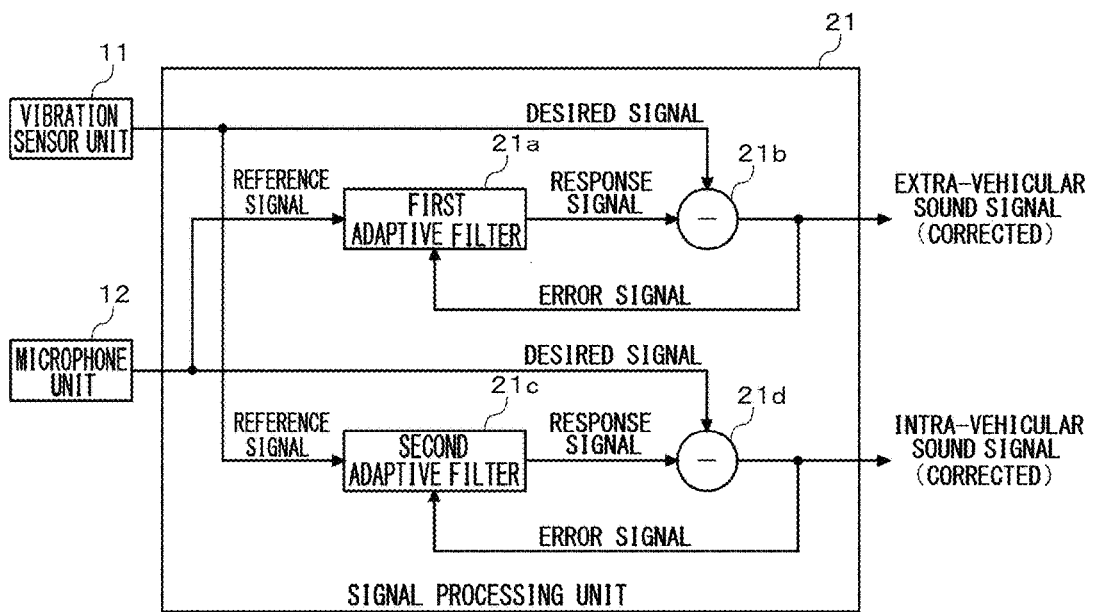 21
11
VIBRATION
SENSOR UNIT
DESIRED SIGNAL
21a
21b
REFERENCE
SIGNAL
FIRST
ADAPTIVE FILTER
RESPONSE
SIGNAL
−
EXTRA-VEHICULAR
SOUND SIGNAL
(CORRECTED)
ERROR SIGNAL
12
MICROPHONE
UNIT
DESIRED SIGNAL
21c
21d
REFERENCE
SIGNAL
SECOND
ADAPTIVE FILTER
RESPONSE
SIGNAL
−
INTRA-VEHICULAR
SOUND SIGNAL
(CORRECTED)
ERROR SIGNAL
SIGNAL PROCESSING UNIT